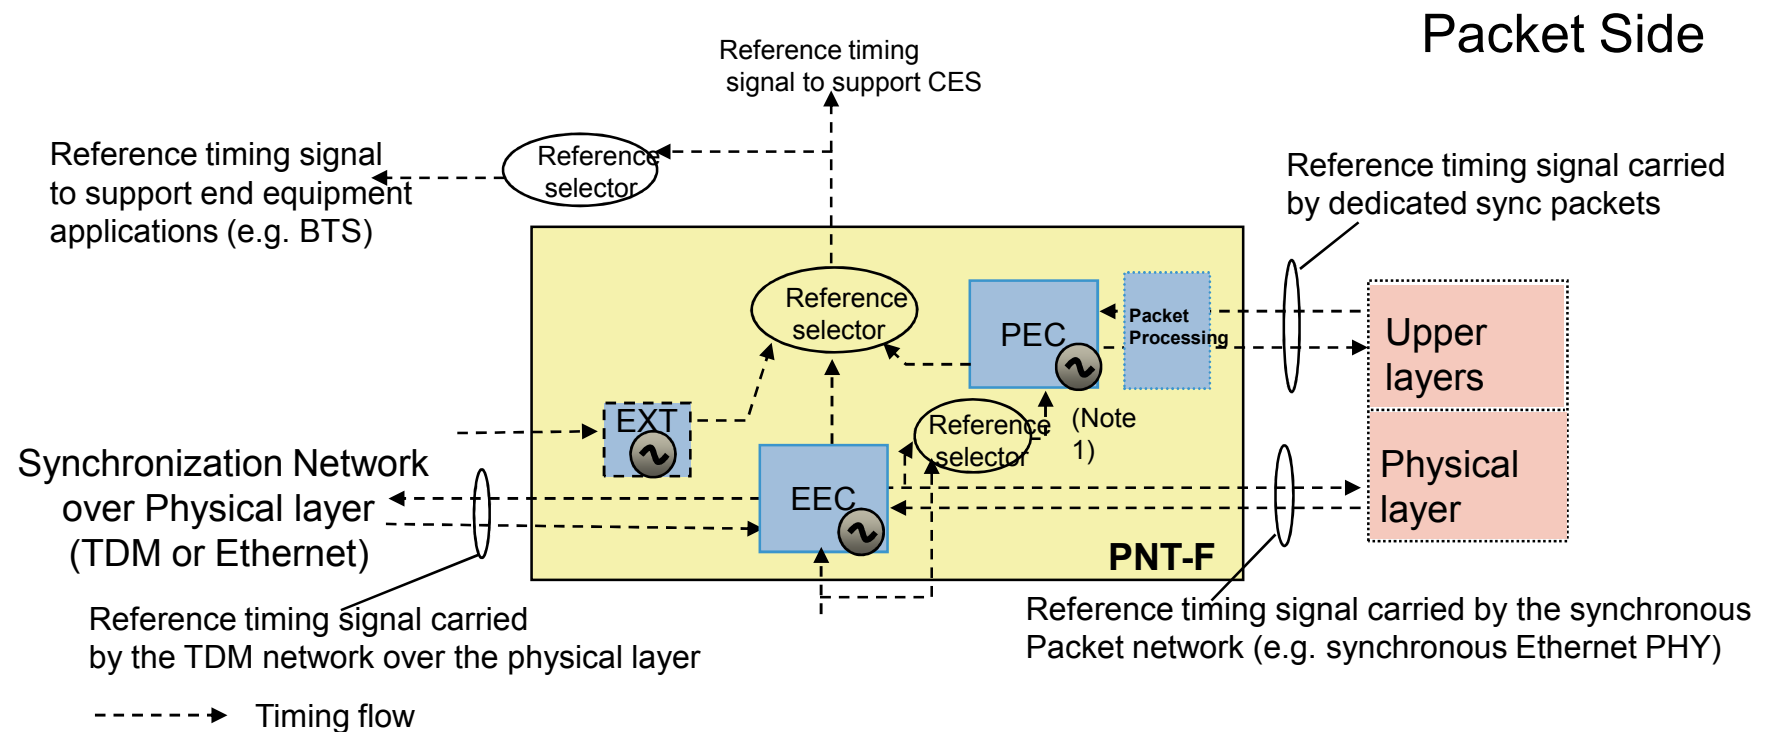 Packet Side
Reference timing
signal to support CES
Reference timing signal
to support end equipment
applications (e.g. BTS)
Reference
selector
Reference timing signal carried
by dedicated sync packets
Reference
selector
PEC
Packet
Processing
Upper
layers
EXT
Reference
selector
(Note
1)
Synchronization Network
over Physical layer
(TDM or Ethernet)
EEC
Physical
layer
PNT-F
Reference timing signal carried
by the TDM network over the physical layer
Reference timing signal carried by the synchronous
Packet network (e.g. synchronous Ethernet PHY)
Timing flow